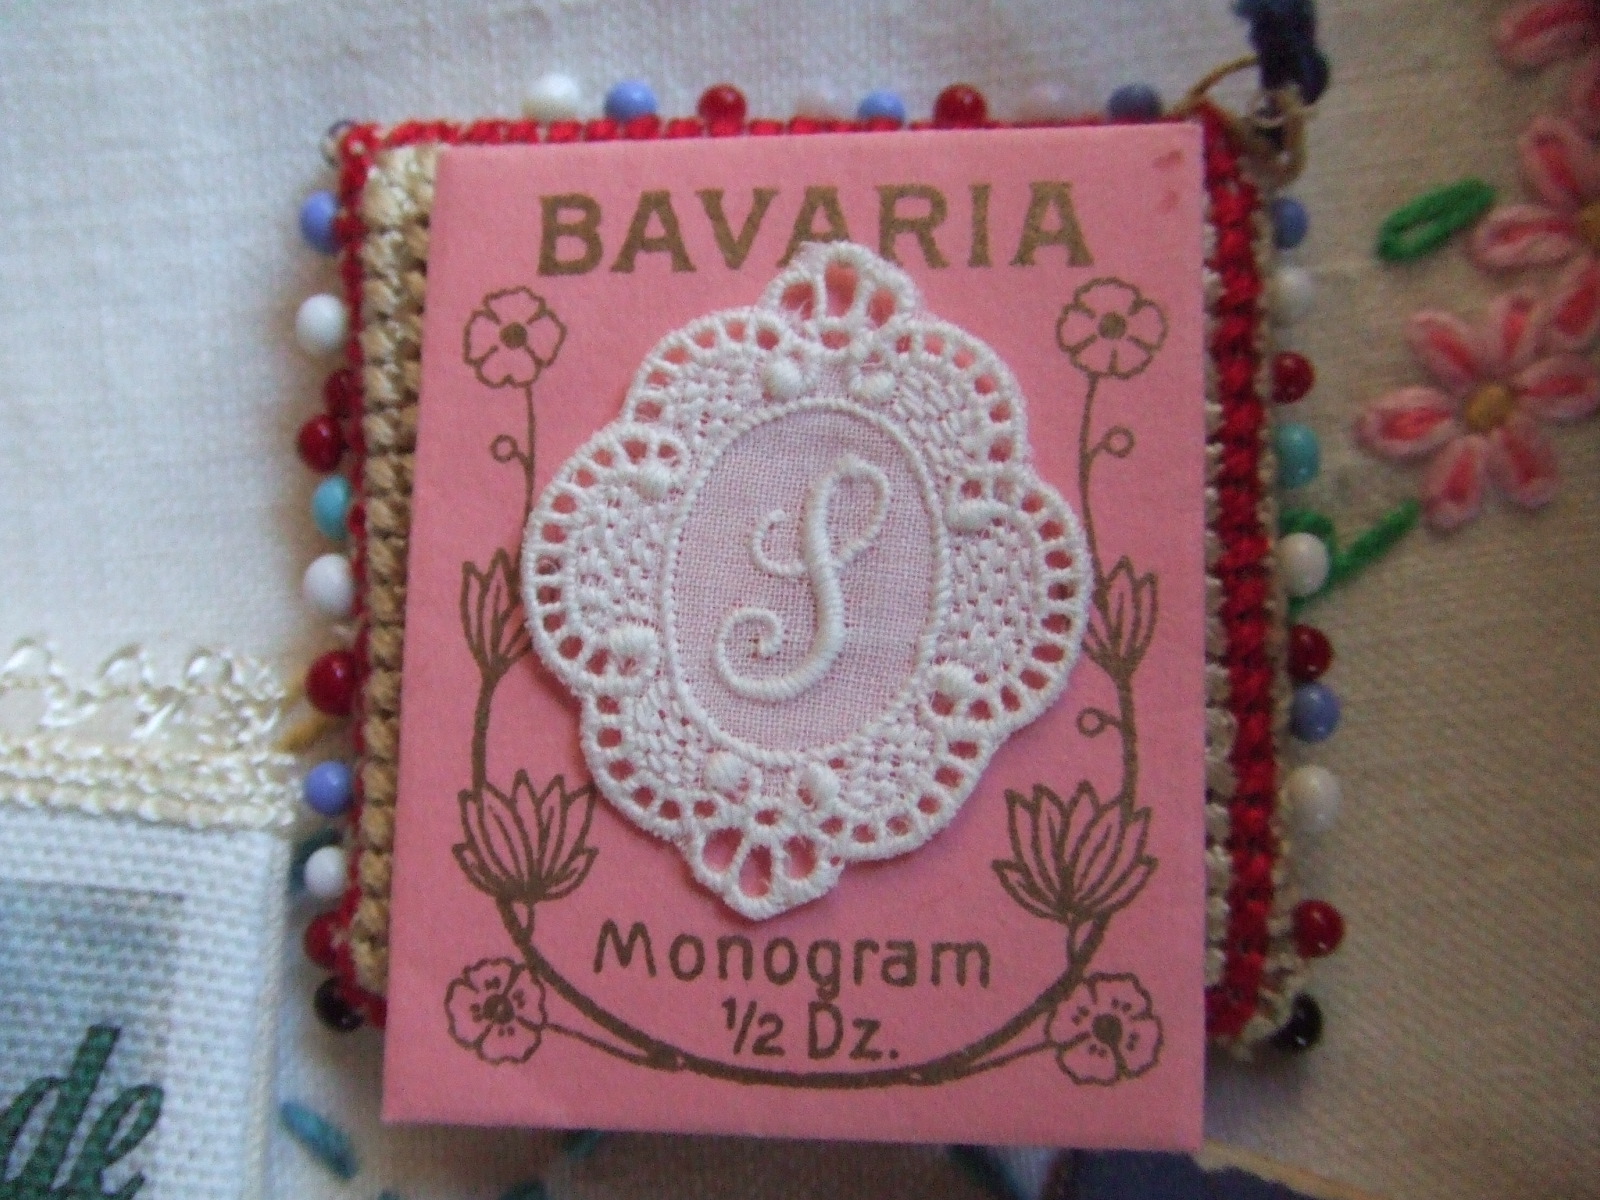 BAVARIA
S
Monogram
1/2 Dz.
de